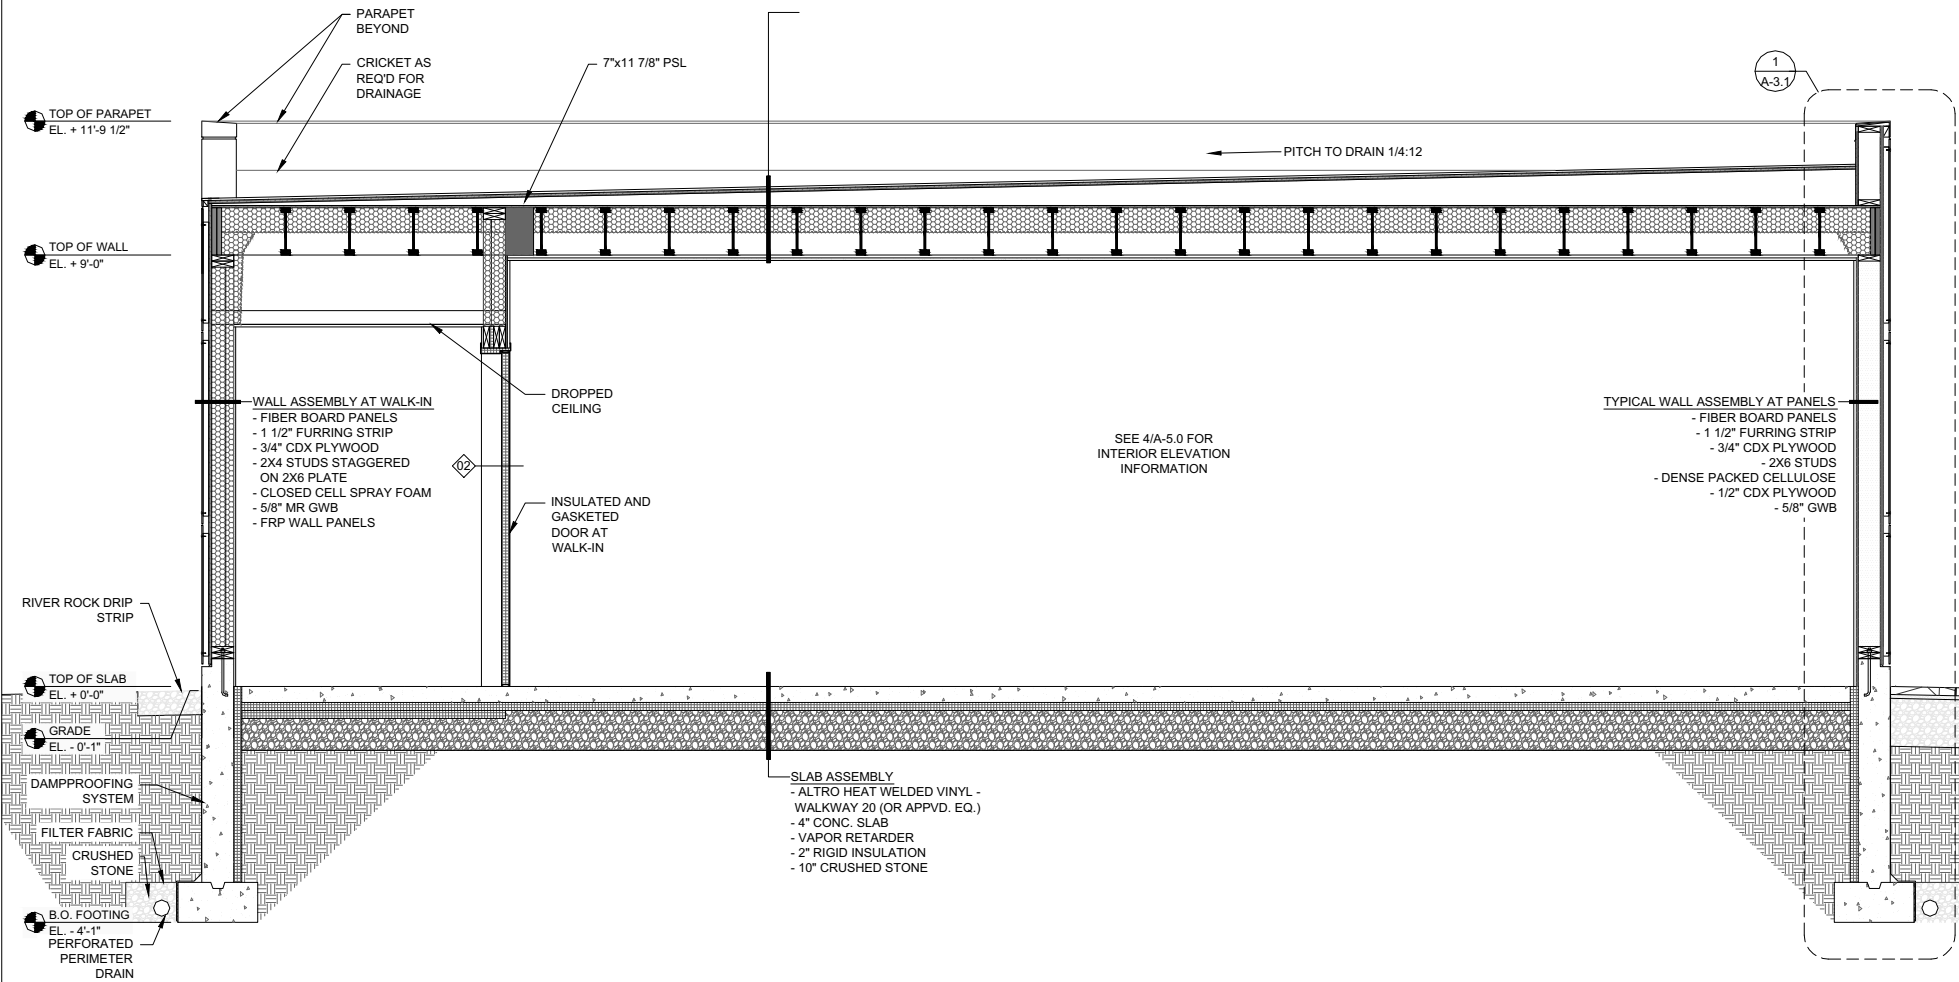 PARAPET
BEYOND
CRICKET AS
REQ'D FOR
DRAINAGE
7"x11 7/8" PSL
1
A-3.1
TOP OF PARAPET
EL. + 11'-9 1/2"
PITCH TO DRAIN 1/4:12
TOP OF WALL
EL. + 9'-0"
DROPPED
CEILING
WALL ASSEMBLY AT WALK-IN
- FIBER BOARD PANELS
- 1 1/2" FURRING STRIP
- 3/4" CDX PLYWOOD
- 2X4 STUDS STAGGERED
ON 2X6 PLATE
- CLOSED CELL SPRAY FOAM
- 5/8" MR GWB
- FRP WALL PANELS
02
INSULATED AND
GASKETED
DOOR AT
WALK-IN
SEE 4/A-5.0 FOR
INTERIOR ELEVATION
INFORMATION
TYPICAL WALL ASSEMBLY AT PANELS
- FIBER BOARD PANELS
- 1 1/2" FURRING STRIP
- 3/4" CDX PLYWOOD
- 2X6 STUDS
- DENSE PACKED CELLULOSE
- 1/2" CDX PLYWOOD
- 5/8" GWB
RIVER ROCK DRIP
STRIP
TOP OF SLAB
EL. + 0'-0"
GRADE
EL. - 0'-1"
DAMPPROOFING
SYSTEM
FILTER FABRIC
CRUSHED
STONE
B.O. FOOTING
EL. - 4'-1"
PERFORATED
PERIMETER
DRAIN
SLAB ASSEMBLY
- ALTRO HEAT WELDED VINYL -
WALKWAY 20 (OR APPVD. EQ.)
- 4" CONC. SLAB
- VAPOR RETARDER
- 2" RIGID INSULATION
- 10" CRUSHED STONE